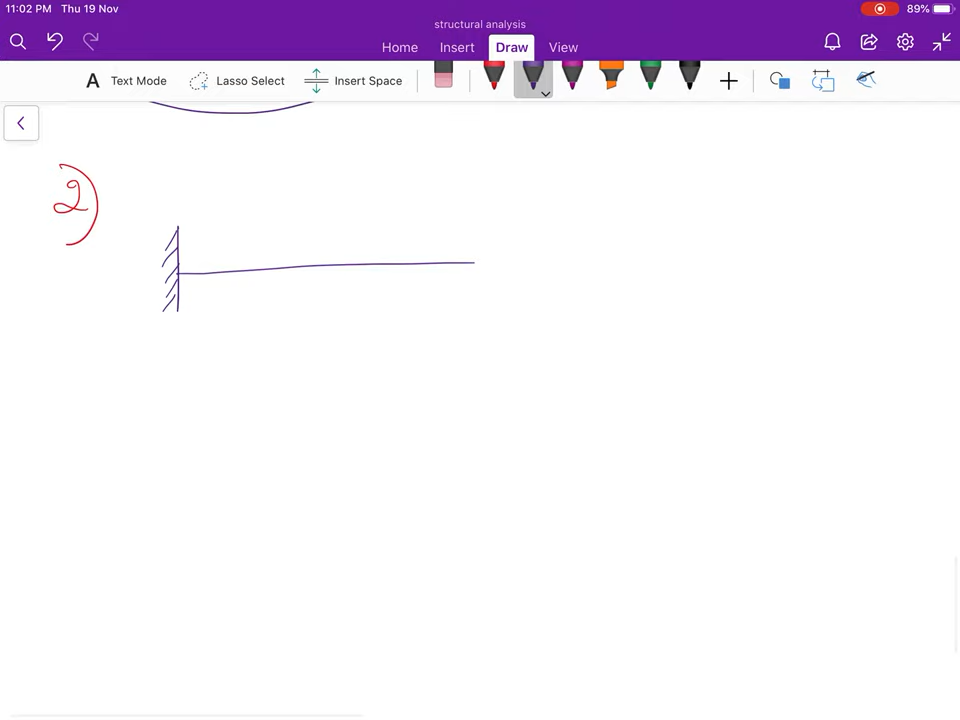 11:02 PM Thu 19 Nov
89%
structural analysis
Home Insert Draw View
A Text Mode Lasso Select Insert Space
2)